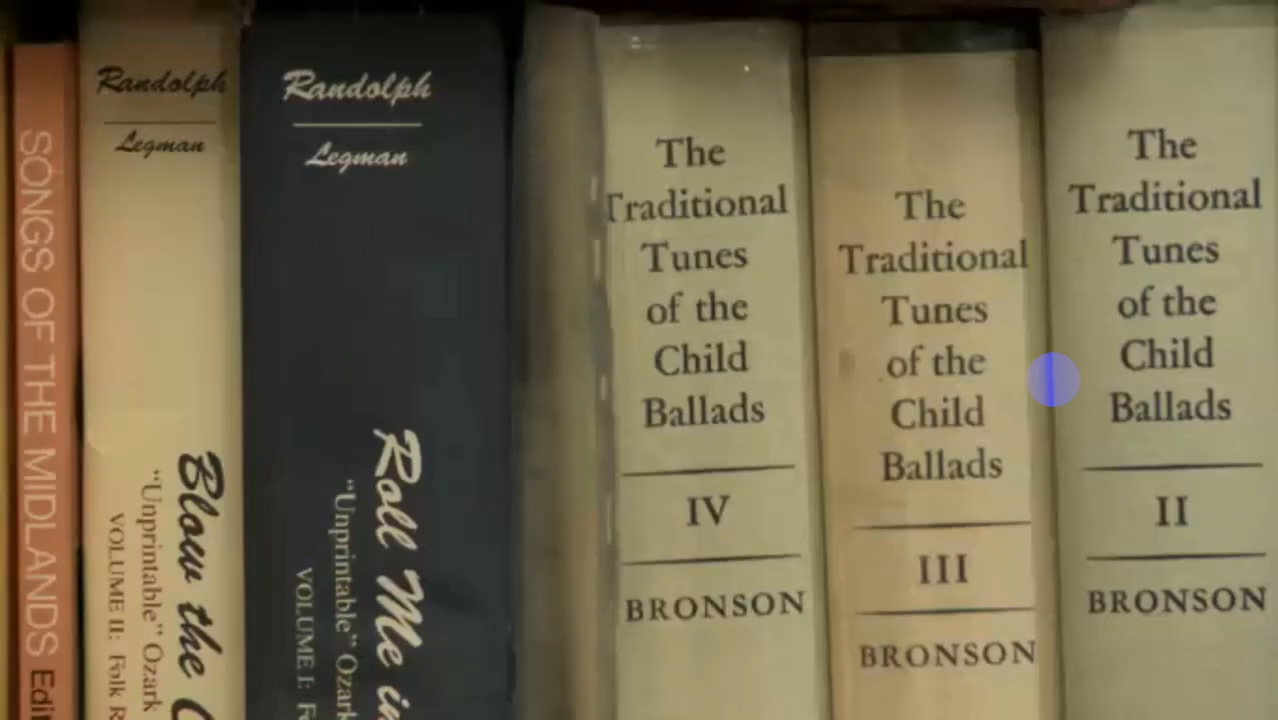 SONGS OF THE MIDLANDS
Randolph
Legman
Blow the
"Unprintable" Ozark
VOLUME II: Folk
Randolph
Legman
Roll Me in
"Unprintable" Ozark
VOLUME I:
The
Traditional
Tunes
of the
Child
Ballads
IV
BRONSON
The
Traditional
Tunes
of the
Child
Ballads
III
BRONSON
The
Traditional
Tunes
of the
Child
Ballads
II
BRONSON